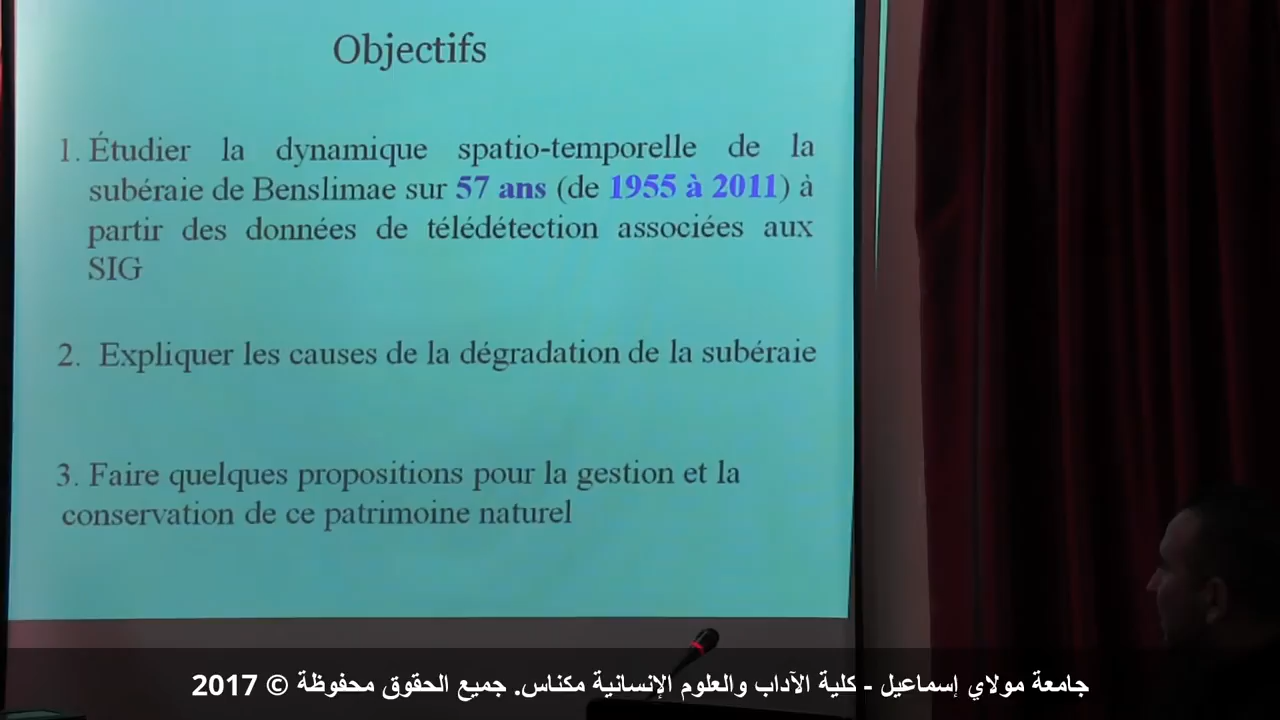 Objectifs
1. Étudier la dynamique spatio-temporelle de la
subéraie de Benslimae sur 57 ans (de 1955 à 2011) à
partir des données de télédétection associées aux
SIG
2. Expliquer les causes de la dégradation de la subéraie
3. Faire quelques propositions pour la gestion et la
conservation de ce patrimoine naturel
جامعة مولاي إسماعيل - كلية الآداب والعلوم الإنسانية مكناس. جميع الحقوق محفوظة © 2017